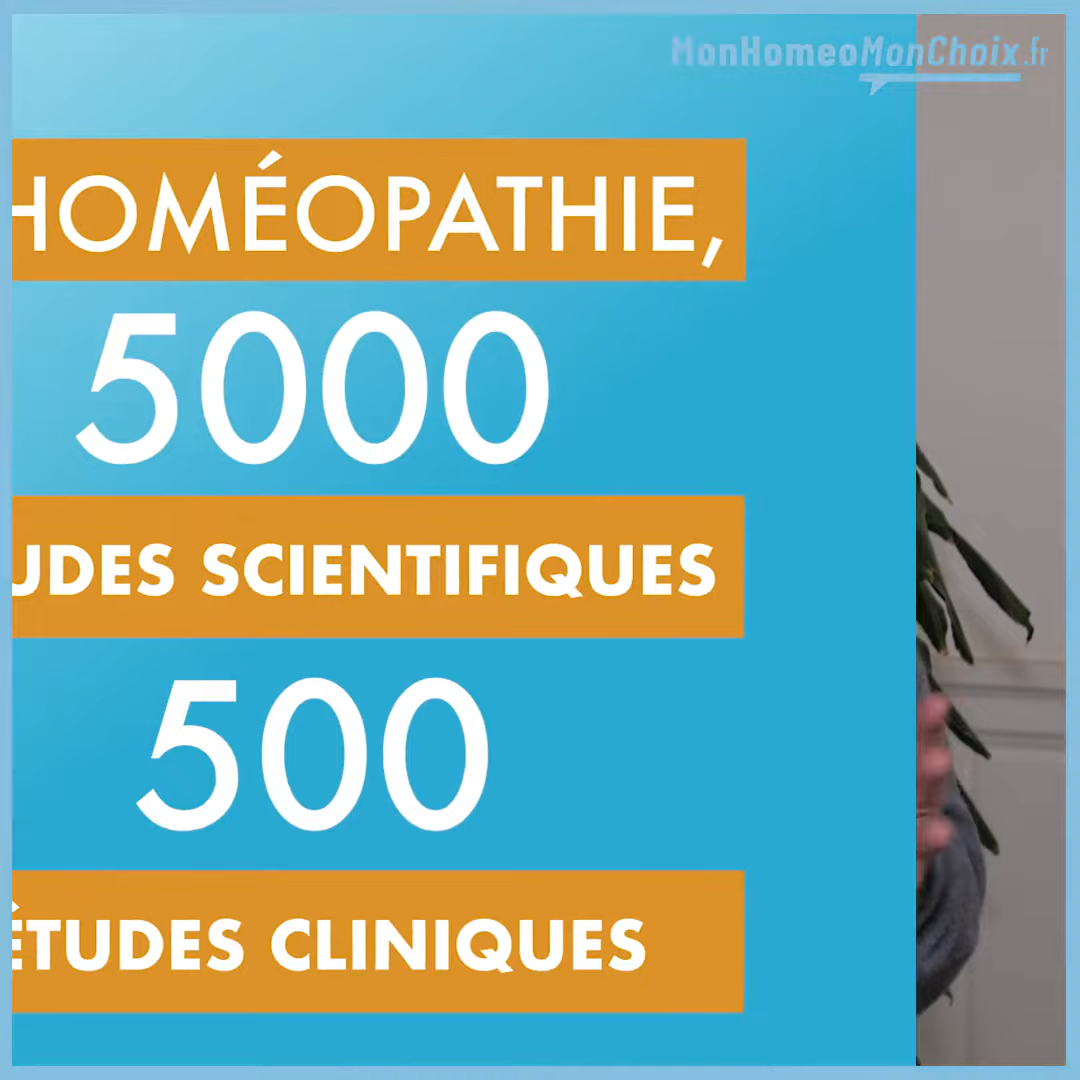 MonHomeoMonChoix.fr
HOMÉOPATHIE,
5000
UDES SCIENTIFIQUES
500
ÉTUDES CLINIQUES